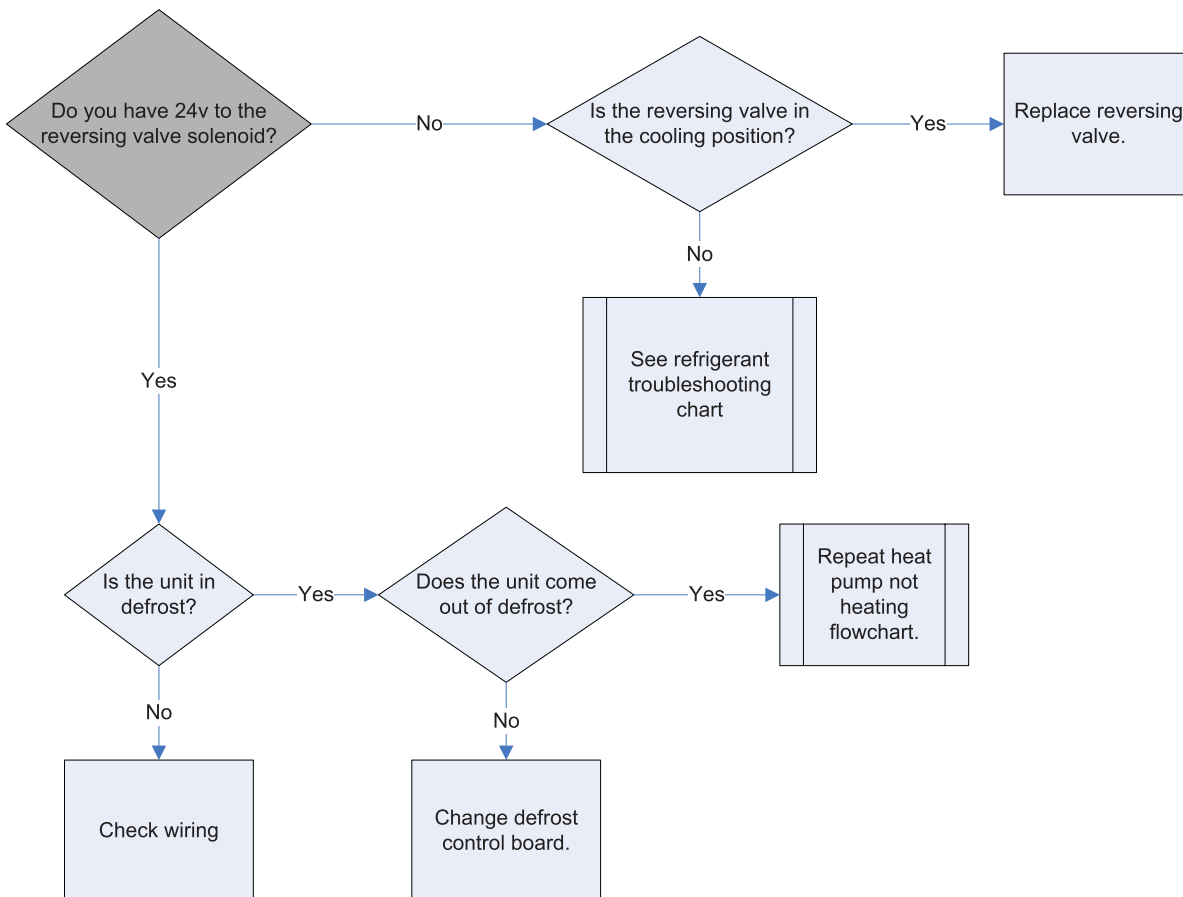 Do you have 24v to the
reversing valve solenoid?
No
Is the reversing valve in
the cooling position?
Yes
Replace reversing
valve.
No
See refrigerant
troubleshooting
chart
Yes
Is the unit in
defrost?
Yes
Does the unit come
out of defrost?
Yes
Repeat heat
pump not
heating
flowchart.
No
Check wiring
No
Change defrost
control board.